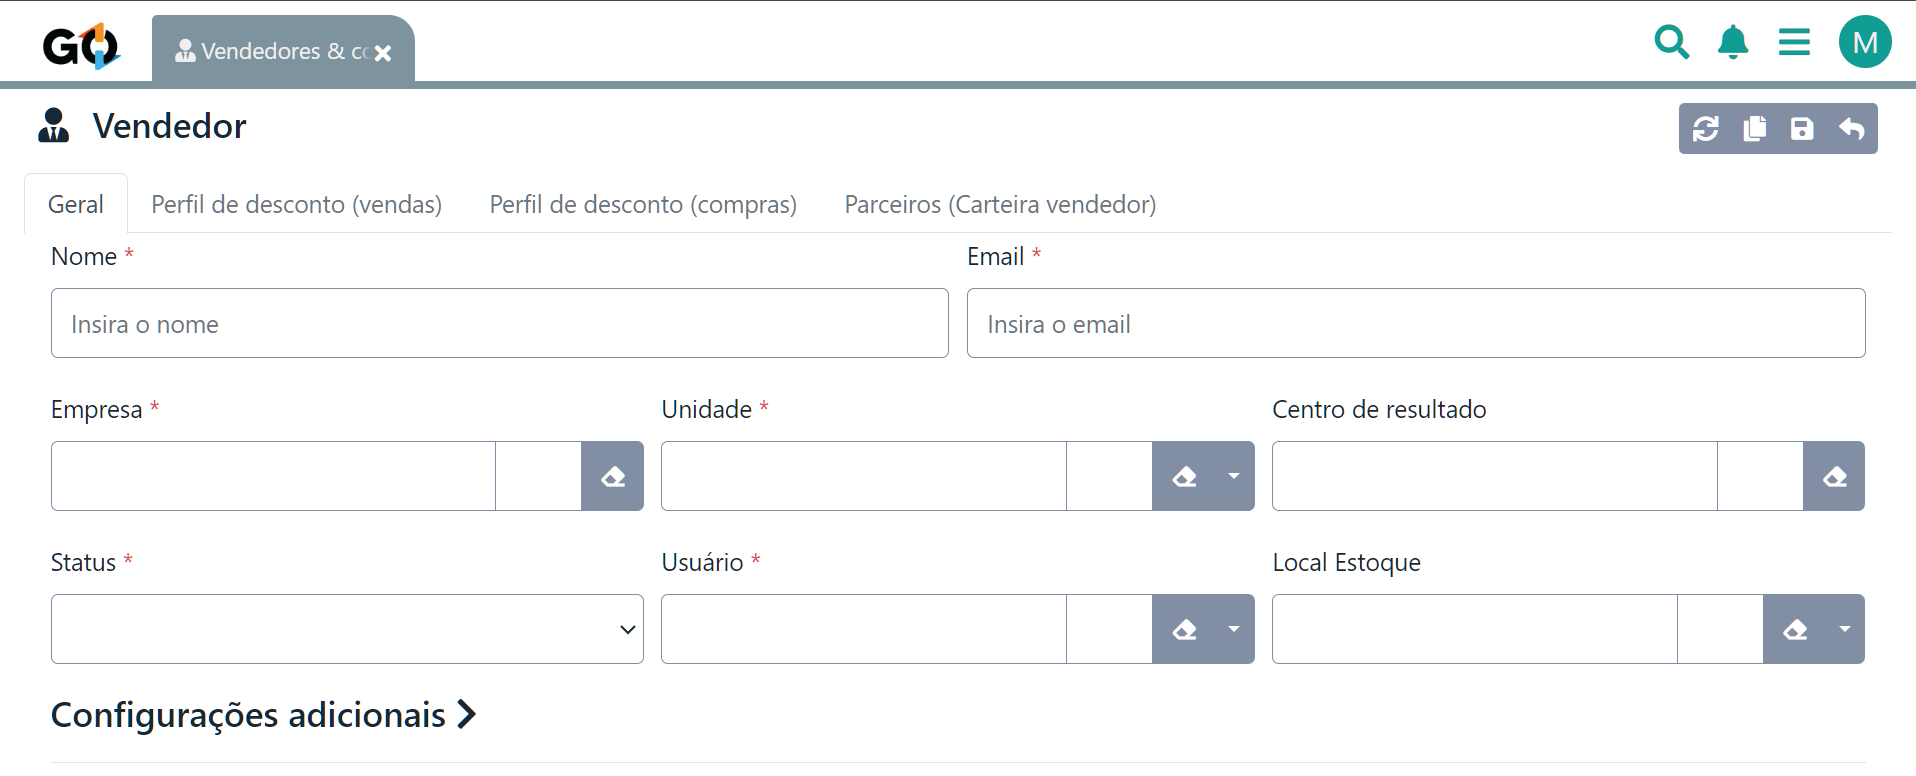 GO
Vendedores & co
M
Vendedor
Geral
Perfil de desconto (vendas)
Perfil de desconto (compras)
Parceiros (Carteira vendedor)
Nome *
Email *
Insira o nome
Insira o email
Empresa *
Unidade *
Centro de resultado
Status *
Usuário *
Local Estoque
Configurações adicionais